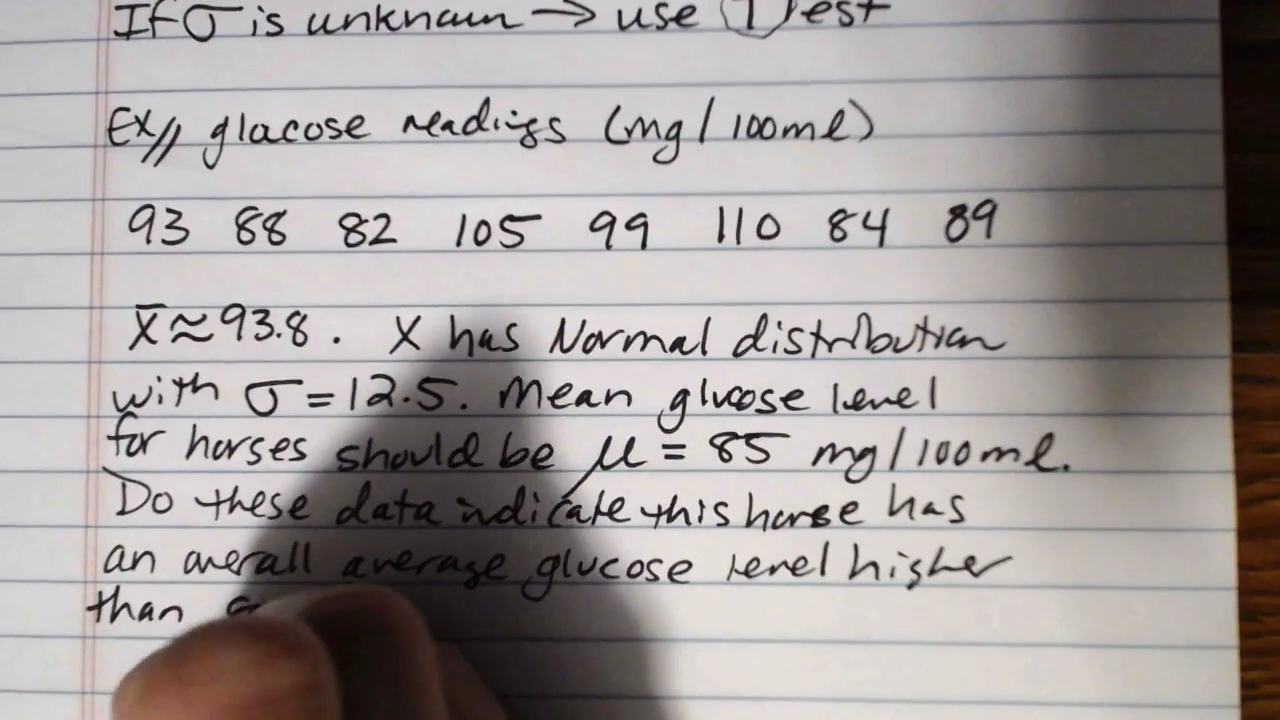 If σ is unknown → use T est
Ex// glucose readings (mg/100ml)
93 88 82 105 99 110 84 89
x̄ ≈ 93.8. X has Normal distribution
with σ = 12.5. Mean glucose level
for horses should be μ = 85 mg/100ml.
Do these data indicate this horse has
an overall average glucose level higher
than